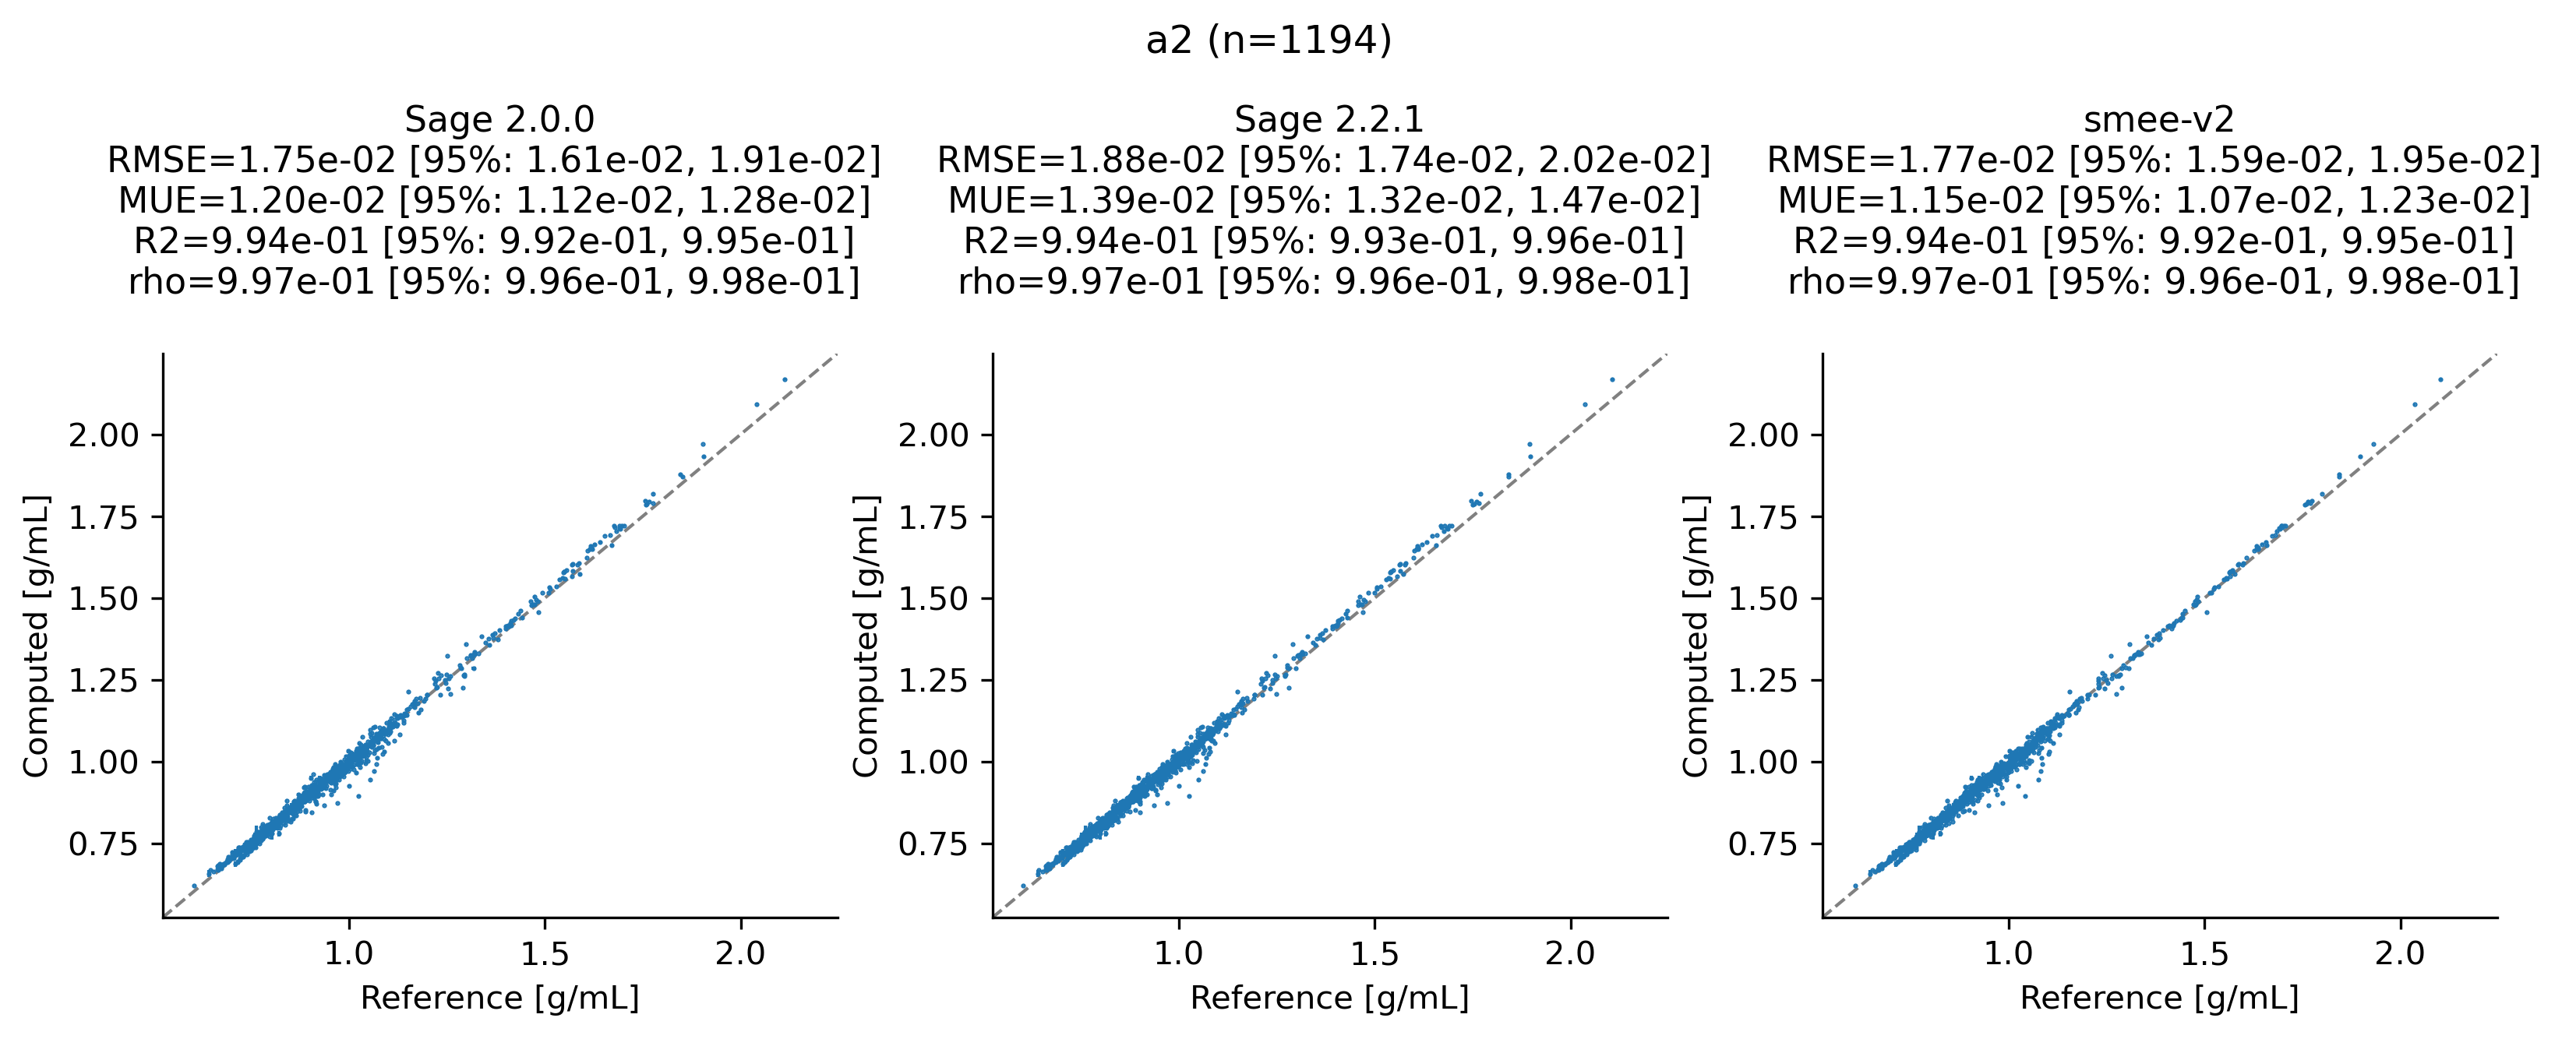 a2 (n=1194)
Sage 2.0.0
RMSE=1.75e-02 [95%: 1.61e-02, 1.91e-02]
MUE=1.20e-02 [95%: 1.12e-02, 1.28e-02]
R2=9.94e-01 [95%: 9.92e-01, 9.95e-01]
rho=9.97e-01 [95%: 9.96e-01, 9.98e-01]
Computed [g/mL]
2.00
1.75
1.50
1.25
1.00
0.75
1.0 1.5 2.0
Reference [g/mL]
Sage 2.2.1
RMSE=1.88e-02 [95%: 1.74e-02, 2.02e-02]
MUE=1.39e-02 [95%: 1.32e-02, 1.47e-02]
R2=9.94e-01 [95%: 9.93e-01, 9.96e-01]
rho=9.97e-01 [95%: 9.96e-01, 9.98e-01]
Computed [g/mL]
2.00
1.75
1.50
1.25
1.00
0.75
1.0 1.5 2.0
Reference [g/mL]
smee-v2
RMSE=1.77e-02 [95%: 1.59e-02, 1.95e-02]
MUE=1.15e-02 [95%: 1.07e-02, 1.23e-02]
R2=9.94e-01 [95%: 9.92e-01, 9.95e-01]
rho=9.97e-01 [95%: 9.96e-01, 9.98e-01]
Computed [g/mL]
2.00
1.75
1.50
1.25
1.00
0.75
1.0 1.5 2.0
Reference [g/mL]